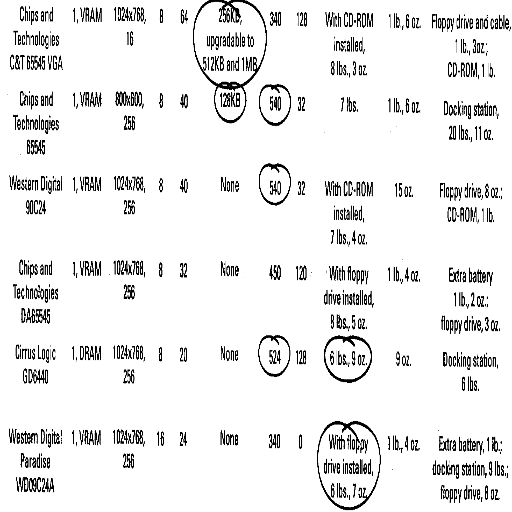 Chips and 1, VRAM 1024x768, 8 64 256KB, 340 128 With CD-ROM 1 lb., 6 oz. Floppy drive and cable,
Technologies 16 upgradable to installed, 1 lb., 3 oz.;
C&T 65545 VGA 512KB and 1MB 8 lbs., 3 oz. CD-ROM, 1 lb.
Chips and 1, VRAM 800x600, 8 40 128KB 540 32 7 lbs. 1 lb., 6 oz. Docking station,
Technologies 256 20 lbs., 11 oz.
65545
Western Digital 1, VRAM 1024x768, 8 40 None 540 32 With CD-ROM 15 oz. Floppy drive, 8 oz.;
90C24 256 installed, CD-ROM, 1 lb.
7 lbs., 4 oz.
Chips and 1, VRAM 1024x768, 8 32 None 450 120 With floppy 1 lb., 4 oz. Extra battery
Technologies 256 drive installed, 1 lb., 2 oz.;
DA65545 8 lbs., 5 oz. floppy drive, 3 oz.
Cirrus Logic 1, DRAM 1024x768, 8 20 None 524 128 6 lbs., 9 oz. 9 oz. Docking station,
GD6440 256 6 lbs.
Western Digital 1, VRAM 1024x768, 16 24 None 340 0 With floppy 1 lb., 4 oz. Extra battery, 1 lb.;
Paradise 256 drive installed, docking station, 9 lbs.;
WD09C24A 6 lbs., 7 oz. floppy drive, 8 oz.